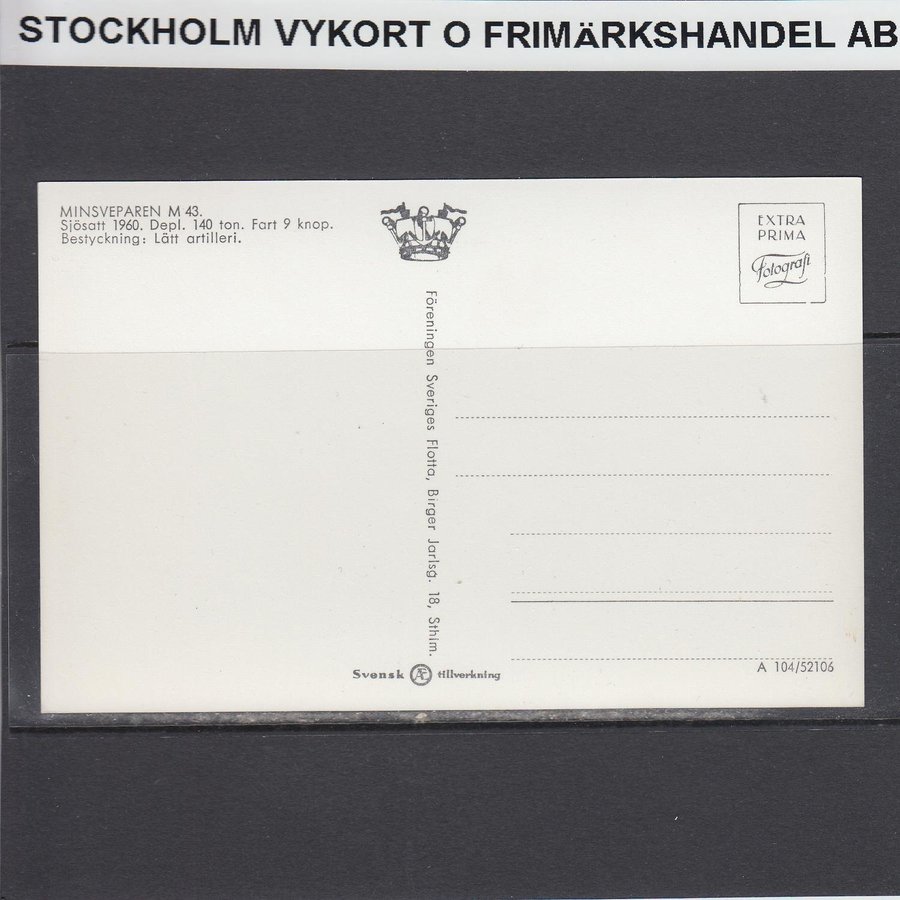 STOCKHOLM VYKORT O FRIMÄRKSHANDEL AB
MINSVEPAREN M 43.
Sjösatt 1960. Depl. 140 ton. Fart 9 knop.
Bestyckning: Lätt artilleri.
EXTRA
PRIMA
Fotografi
Föreningen Sveriges Flotta, Birger Jarlsg. 18, Sthlm.
Svensk Æ tillverkning
A 104/52106